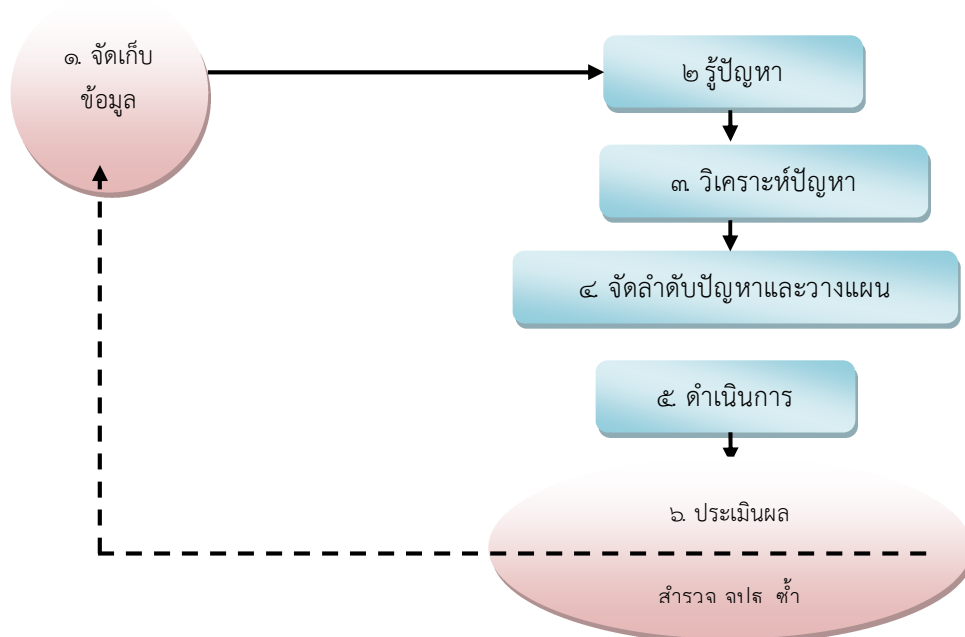 ๑. จัดเก็บ
ข้อมูล
๒ รู้ปัญหา
๓. วิเคราะห์ปัญหา
๔. จัดลำดับปัญหาและวางแผน
๕. ดำเนินการ
๖. ประเมินผล
สำรวจ จปฐ. ซ้ำ